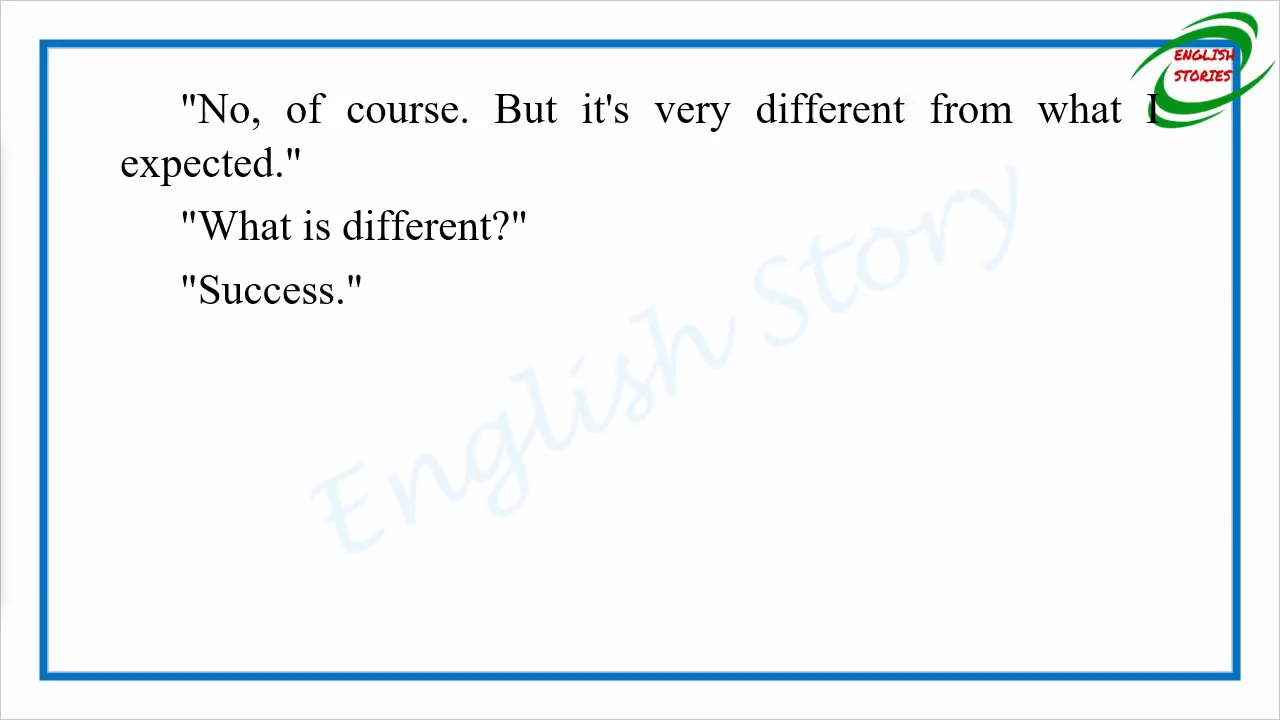 ENGLISH
STORIES
"No, of course. But it's very different from what I
expected."
"What is different?"
"Success."
English Story